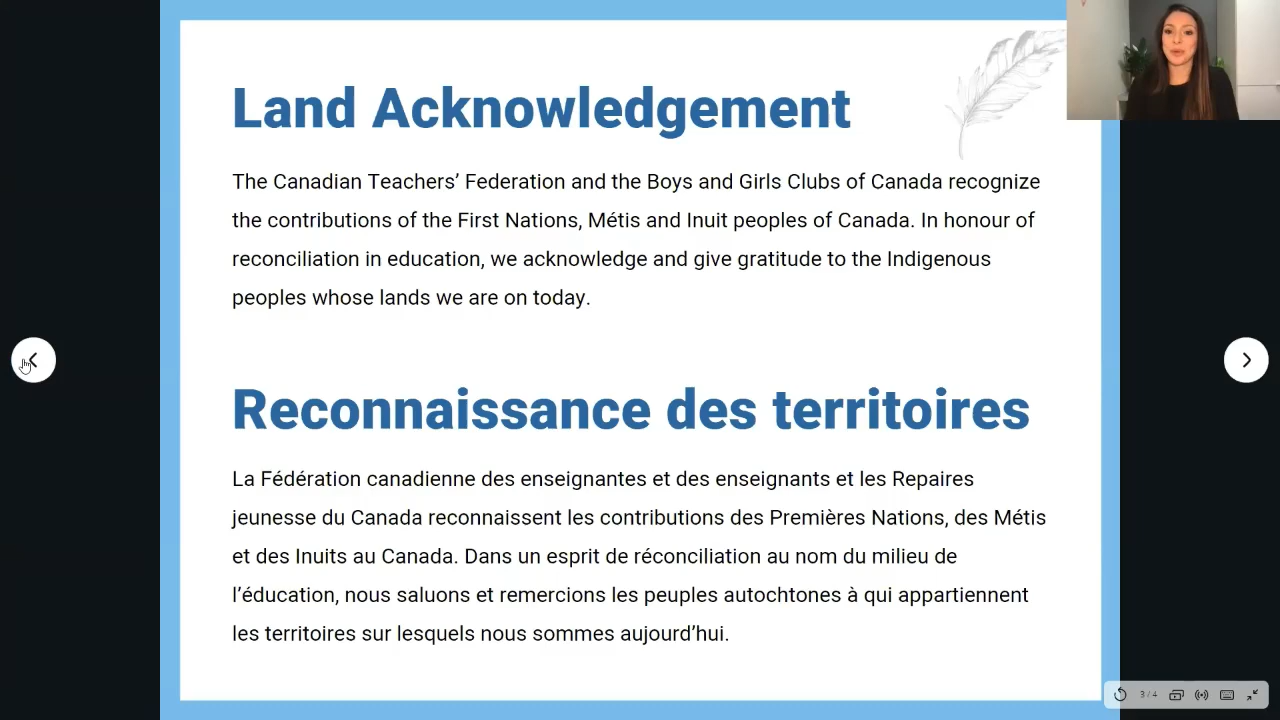 Land Acknowledgement
The Canadian Teachers’ Federation and the Boys and Girls Clubs of Canada recognize
the contributions of the First Nations, Métis and Inuit peoples of Canada. In honour of
reconciliation in education, we acknowledge and give gratitude to the Indigenous
peoples whose lands we are on today.
Reconnaissance des territoires
La Fédération canadienne des enseignantes et des enseignants et les Repaires
jeunesse du Canada reconnaissent les contributions des Premières Nations, des Métis
et des Inuits au Canada. Dans un esprit de réconciliation au nom du milieu de
l’éducation, nous saluons et remercions les peuples autochtones à qui appartiennent
les territoires sur lesquels nous sommes aujourd’hui.
3 / 4